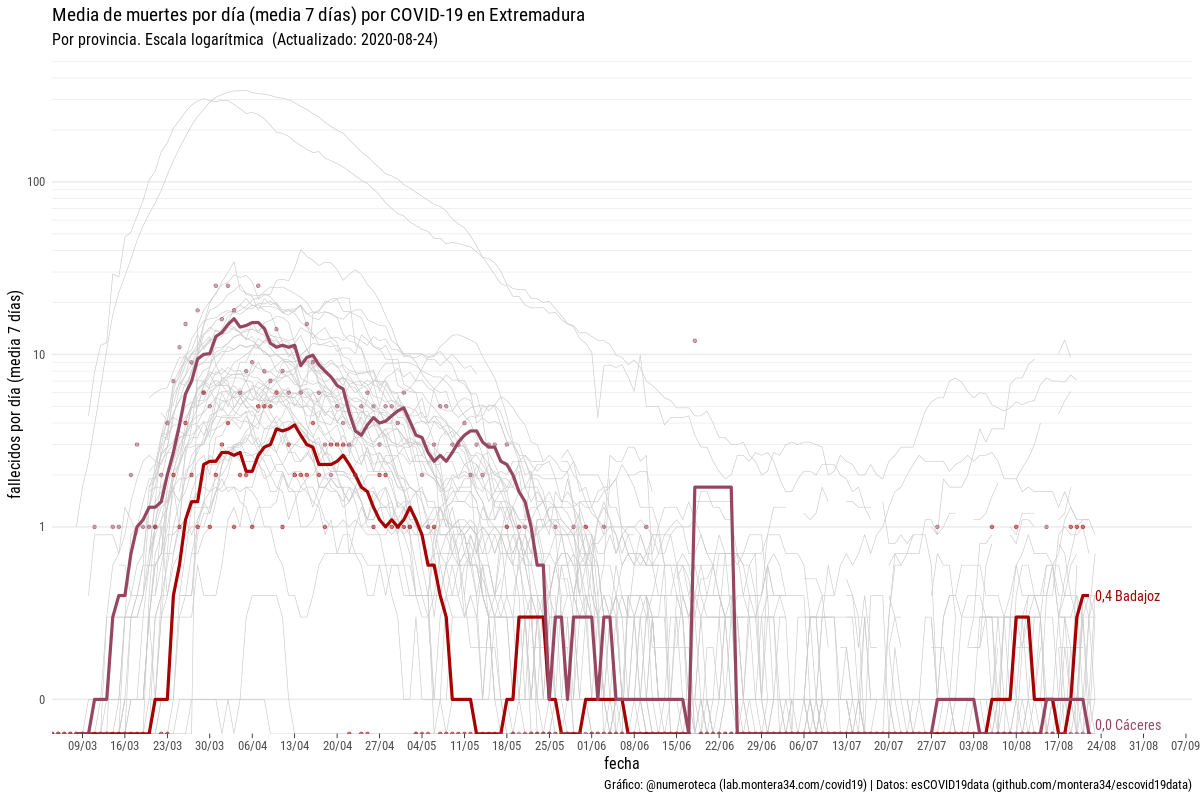 Media de muertes por día (media 7 días) por COVID-19 en Extremadura
Por provincia. Escala logarítmica  (Actualizado: 2020-08-24)
fallecidos por día (media  7 días)
100
10
1
0
0,4 Badajoz
0,0 Cáceres
09/03 16/03 23/03 30/03 06/04 13/04 20/04 27/04 04/05 11/05 18/05 25/05 01/06 08/06 15/06 22/06 29/06 06/07 13/07 20/07 27/07 03/08 10/08 17/08 24/08 31/08 07/09
fecha
Gráfico: @numeroteca (lab.montera34.com/covid19) | Datos: esCOVID19data (github.com/montera34/escovid19data)